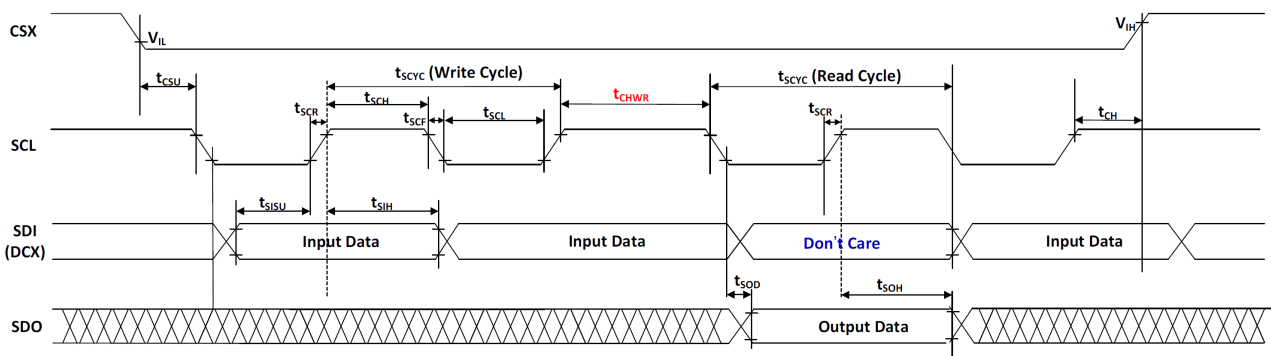 CSX
VIL
VIH
tCSU
tSCYC (Write Cycle)
tSCYC (Read Cycle)
tSCR
tSCH
tSCF
tSCL
tCHWR
tSCR
tCH
SCL
tSISU
tSIH
SDI
(DCX)
Input Data
Input Data
Don't Care
Input Data
tSOD
tSOH
SDO
Output Data